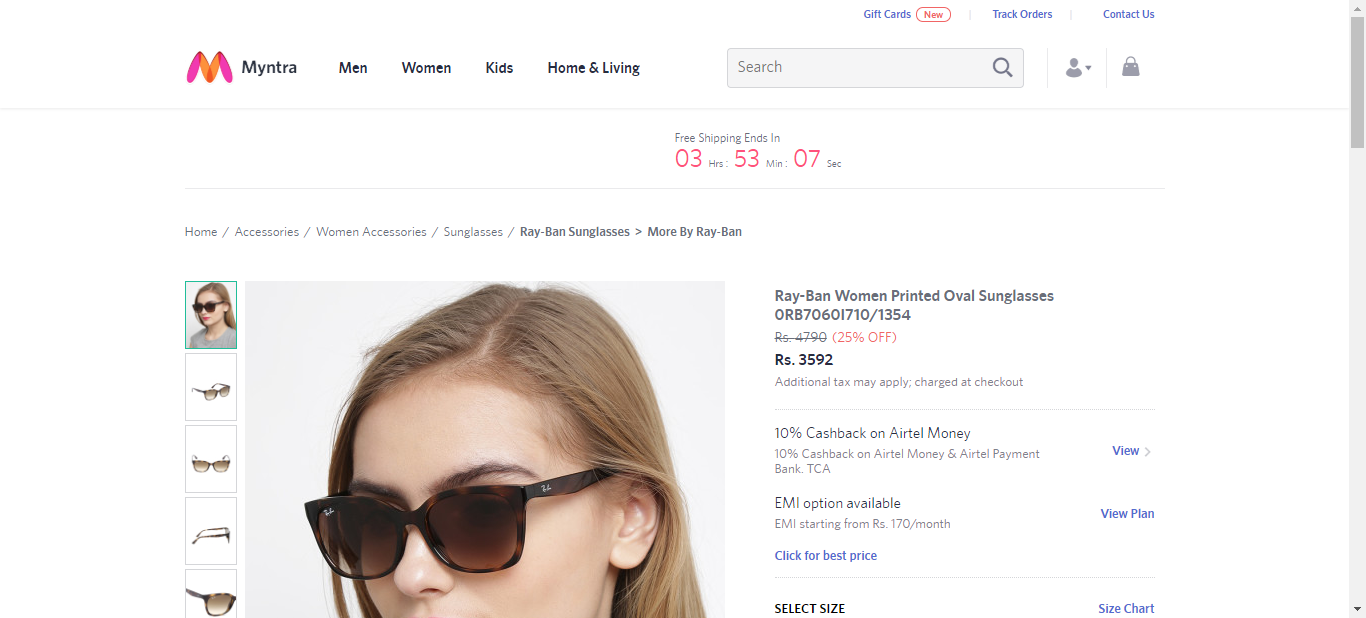 Gift Cards New Track Orders Contact Us
Myntra Men Women Kids Home & Living Search
Free Shipping Ends In
03 Hrs : 53 Min : 07 Sec
Home / Accessories / Women Accessories / Sunglasses / Ray-Ban Sunglasses > More By Ray-Ban
Ray-Ban Women Printed Oval Sunglasses
0RB7060I710/1354
Rs. 4790 (25% OFF)
Rs. 3592
Additional tax may apply; charged at checkout
10% Cashback on Airtel Money
10% Cashback on Airtel Money & Airtel Payment
Bank. TCA
View
EMI option available
EMI starting from Rs. 170/month
View Plan
Click for best price
SELECT SIZE Size Chart
Ray-Ban
Ray-Ban